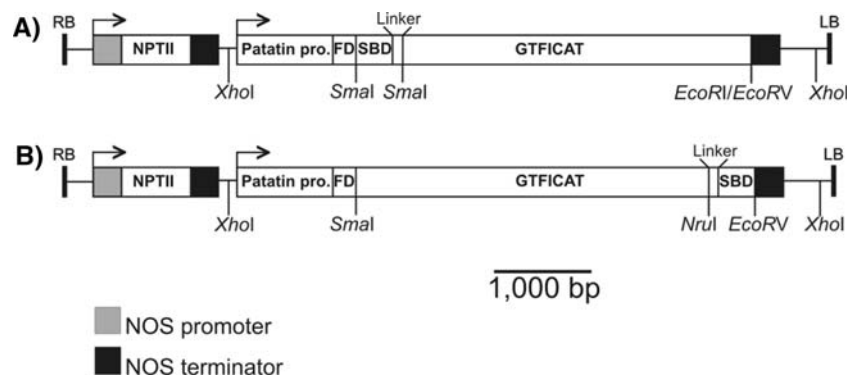 A)
RB
Linker
LB
NPTII
Patatin pro.
FD
SBD
GTFICAT
XhoI
SmaI
SmaI
EcoRI/EcoRV
XhoI
B)
RB
Linker
LB
NPTII
Patatin pro.
FD
GTFICAT
SBD
XhoI
SmaI
NruI
EcoRV
XhoI
1,000 bp
NOS promoter
NOS terminator